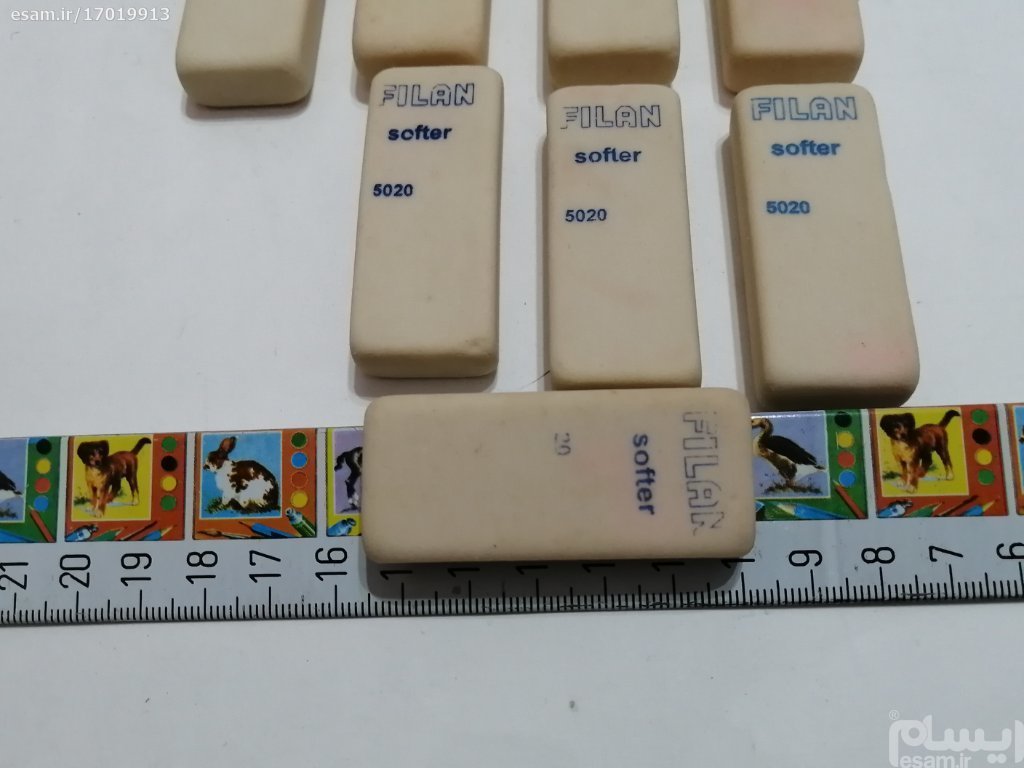 esam.ir/17019913
FILAN
softer
5020
FILAN
softer
5020
FILAN
softer
5020
FILAN
softer
20
21 20 19 18 17 16 9 8 7 6
ایسام
esam.ir